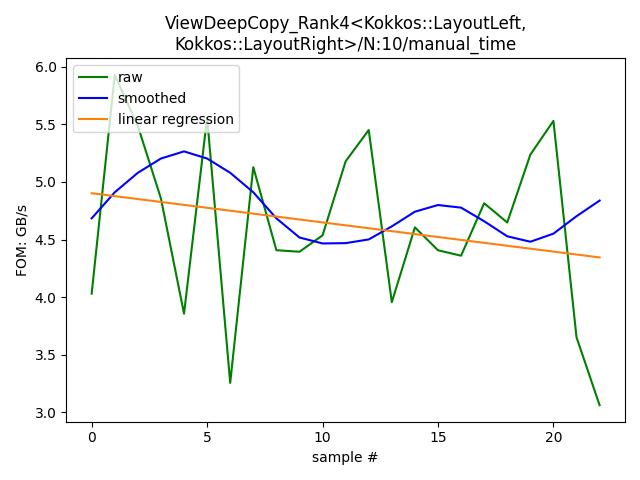 ViewDeepCopy_Rank4<Kokkos::LayoutLeft,
Kokkos::LayoutRight>/N:10/manual_time
raw
smoothed
linear regression
FOM: GB/s
6.0
5.5
5.0
4.5
4.0
3.5
3.0
0 5 10 15 20
sample #